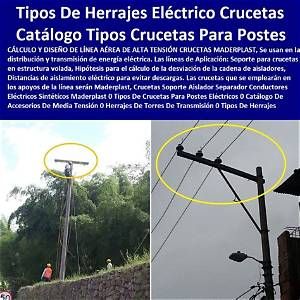 Tipos De Herrajes Eléctrico Crucetas
Catálogo Tipos Crucetas Para Postes
CÁLCULO Y DISEÑO DE LÍNEA AÉREA DE ALTA TENSIÓN CRUCETAS MADERPLAST, Se usan en la
distribución y transmisión de energía eléctrica. Las líneas de Aplicación: Soporte para crucetas
en estructura volada, Hipótesis para el cálculo de la desviación de la cadena de aisladores,
Distancias de aislamiento eléctrico para evitar descargas. Las crucetas que se emplearán en
los apoyos de la línea serán Maderplast, Crucetas Soporte Aislador Separador Conductores
Eléctricos Sintéticos Maderplast 0 Tipos De Crucetas Para Postes Eléctricos 0 Catálogo De
Accesorios De Media Tensión 0 Herrajes De Torres De Transmisión 0 Tipos De Herrajes